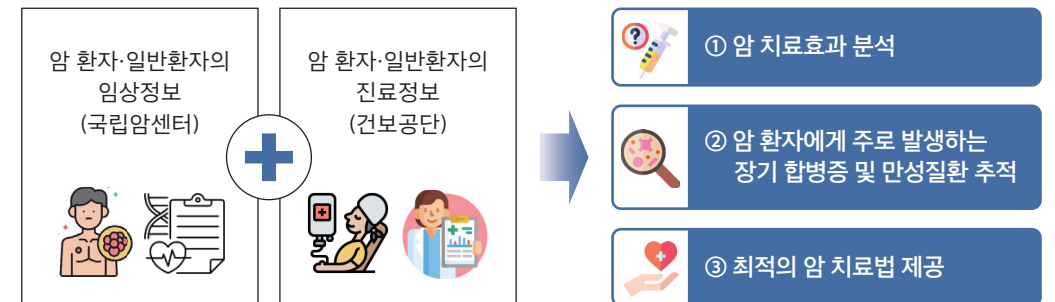 암 환자·일반환자의
임상정보
(국립암센터)
암 환자·일반환자의
진료정보
(건보공단)
① 암 치료효과 분석
② 암 환자에게 주로 발생하는
장기 합병증 및 만성질환 추적
③ 최적의 암 치료법 제공